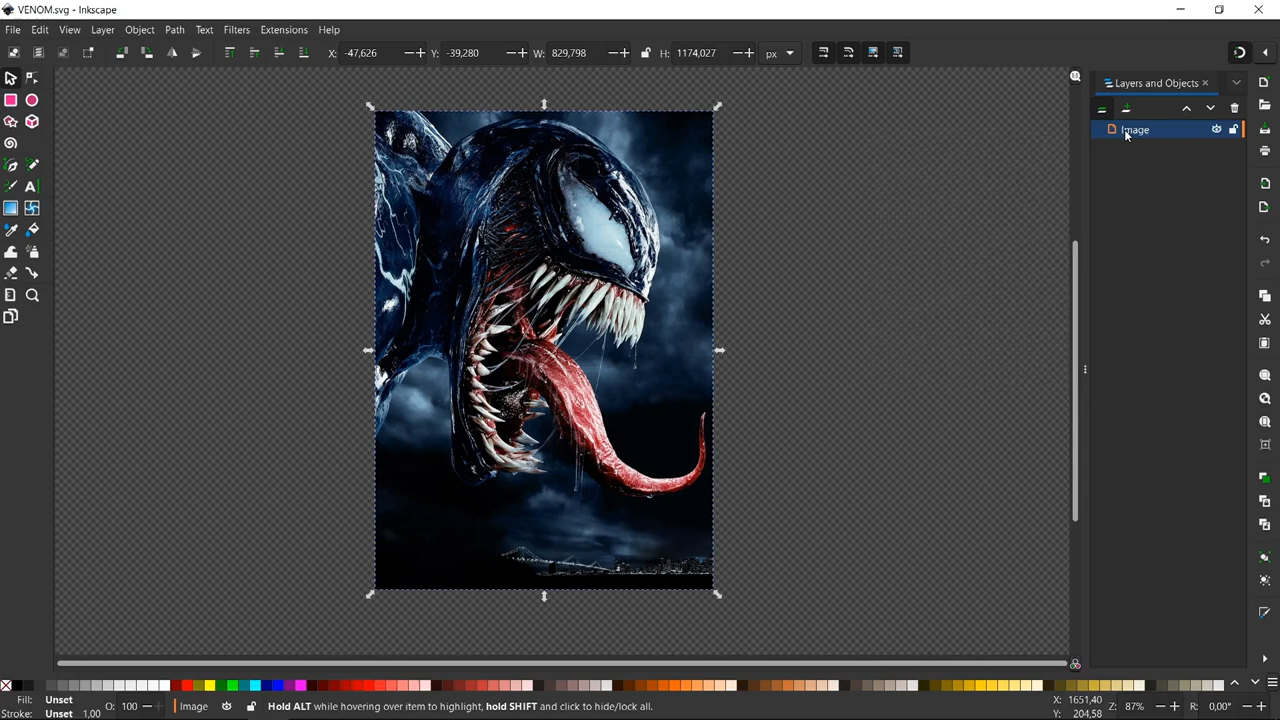 VENOM.svg - Inkscape
File Edit View Layer Object Path Text Filters Extensions Help
X: -47,626 Y: -39,280 W: 829,798 H: 1174,027 px
Layers and Objects
Image
Fill: Unset
Stroke: Unset 1,00
O: 100
Image
Hold ALT while hovering over item to highlight, hold SHIFT and click to hide/lock all.
X: 1651,40
Y: 204,58
Z: 87%
R: 0,00°